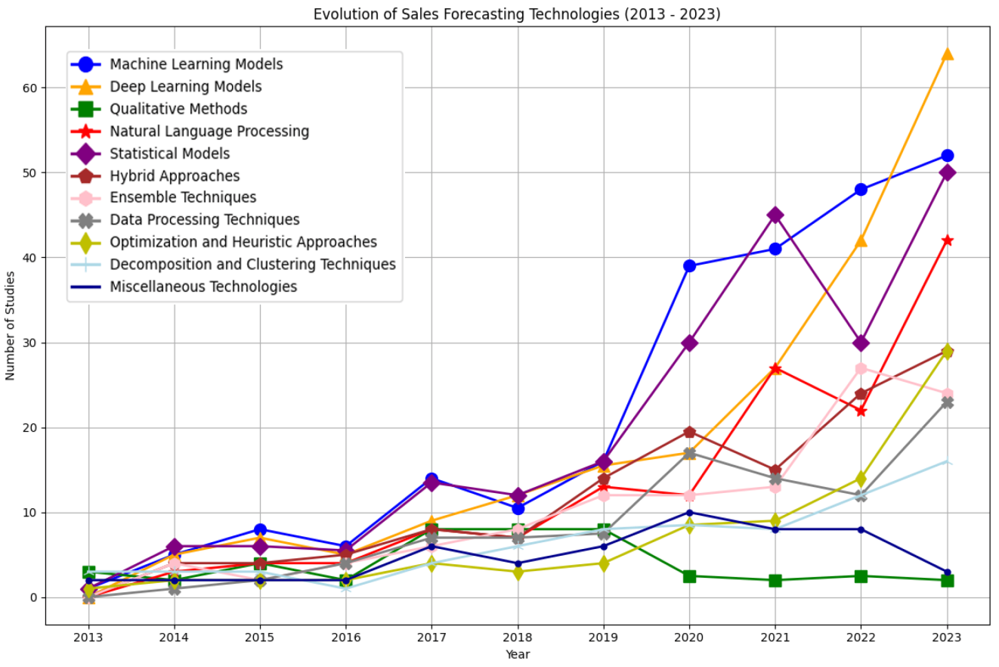 Evolution of Sales Forecasting Technologies (2013 - 2023)
Machine Learning Models
Deep Learning Models
Qualitative Methods
Natural Language Processing
Statistical Models
Hybrid Approaches
Ensemble Techniques
Data Processing Techniques
Optimization and Heuristic Approaches
Decomposition and Clustering Techniques
Miscellaneous Technologies
Number of Studies
60
50
40
30
20
10
0
2013 2014 2015 2016 2017 2018 2019 2020 2021 2022 2023
Year